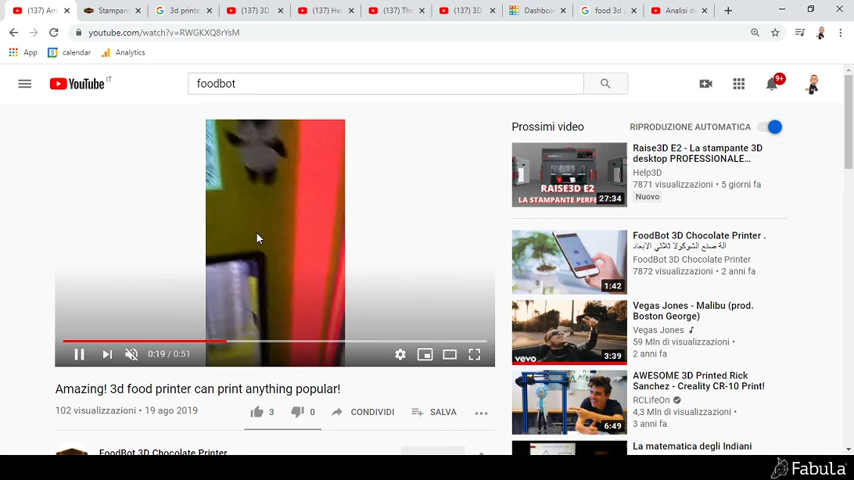 (137) Am
Stampan
3d printe
(137) 3D
(137) He
(137) The
(137) 3D
Dashboa
food 3d p
Analisi d
youtube.com/watch?v=RWGKXQ8rYsM
App
calendar
Analytics
YouTube IT
foodbot
9+
Prossimi video
RIPRODUZIONE AUTOMATICA
RAISE3D E2
LA STAMPANTE PERFE
27:34
Raise3D E2 - La stampante 3D
desktop PROFESSIONALE...
Help3D
7871 visualizzazioni • 5 giorni fa
Nuovo
1:42
FoodBot 3D Chocolate Printer .
الة صنع الشوكولا ثلاثي الابعاد
FoodBot 3D Chocolate Printer
7872 visualizzazioni • 2 anni fa
vevo
3:39
Vegas Jones - Malibu (prod.
Boston George)
Vegas Jones
59 Mln di visualizzazioni •
2 anni fa
0:19 / 0:51
Amazing! 3d food printer can print anything popular!
102 visualizzazioni • 19 ago 2019
3
0
CONDIVIDI
SALVA
6:49
AWESOME 3D Printed Rick
Sanchez - Creality CR-10 Print!
RCLifeOn
4,3 Mln di visualizzazioni •
3 anni fa
La matematica degli Indiani
FoodBot 3D Chocolate Printer
Fabula